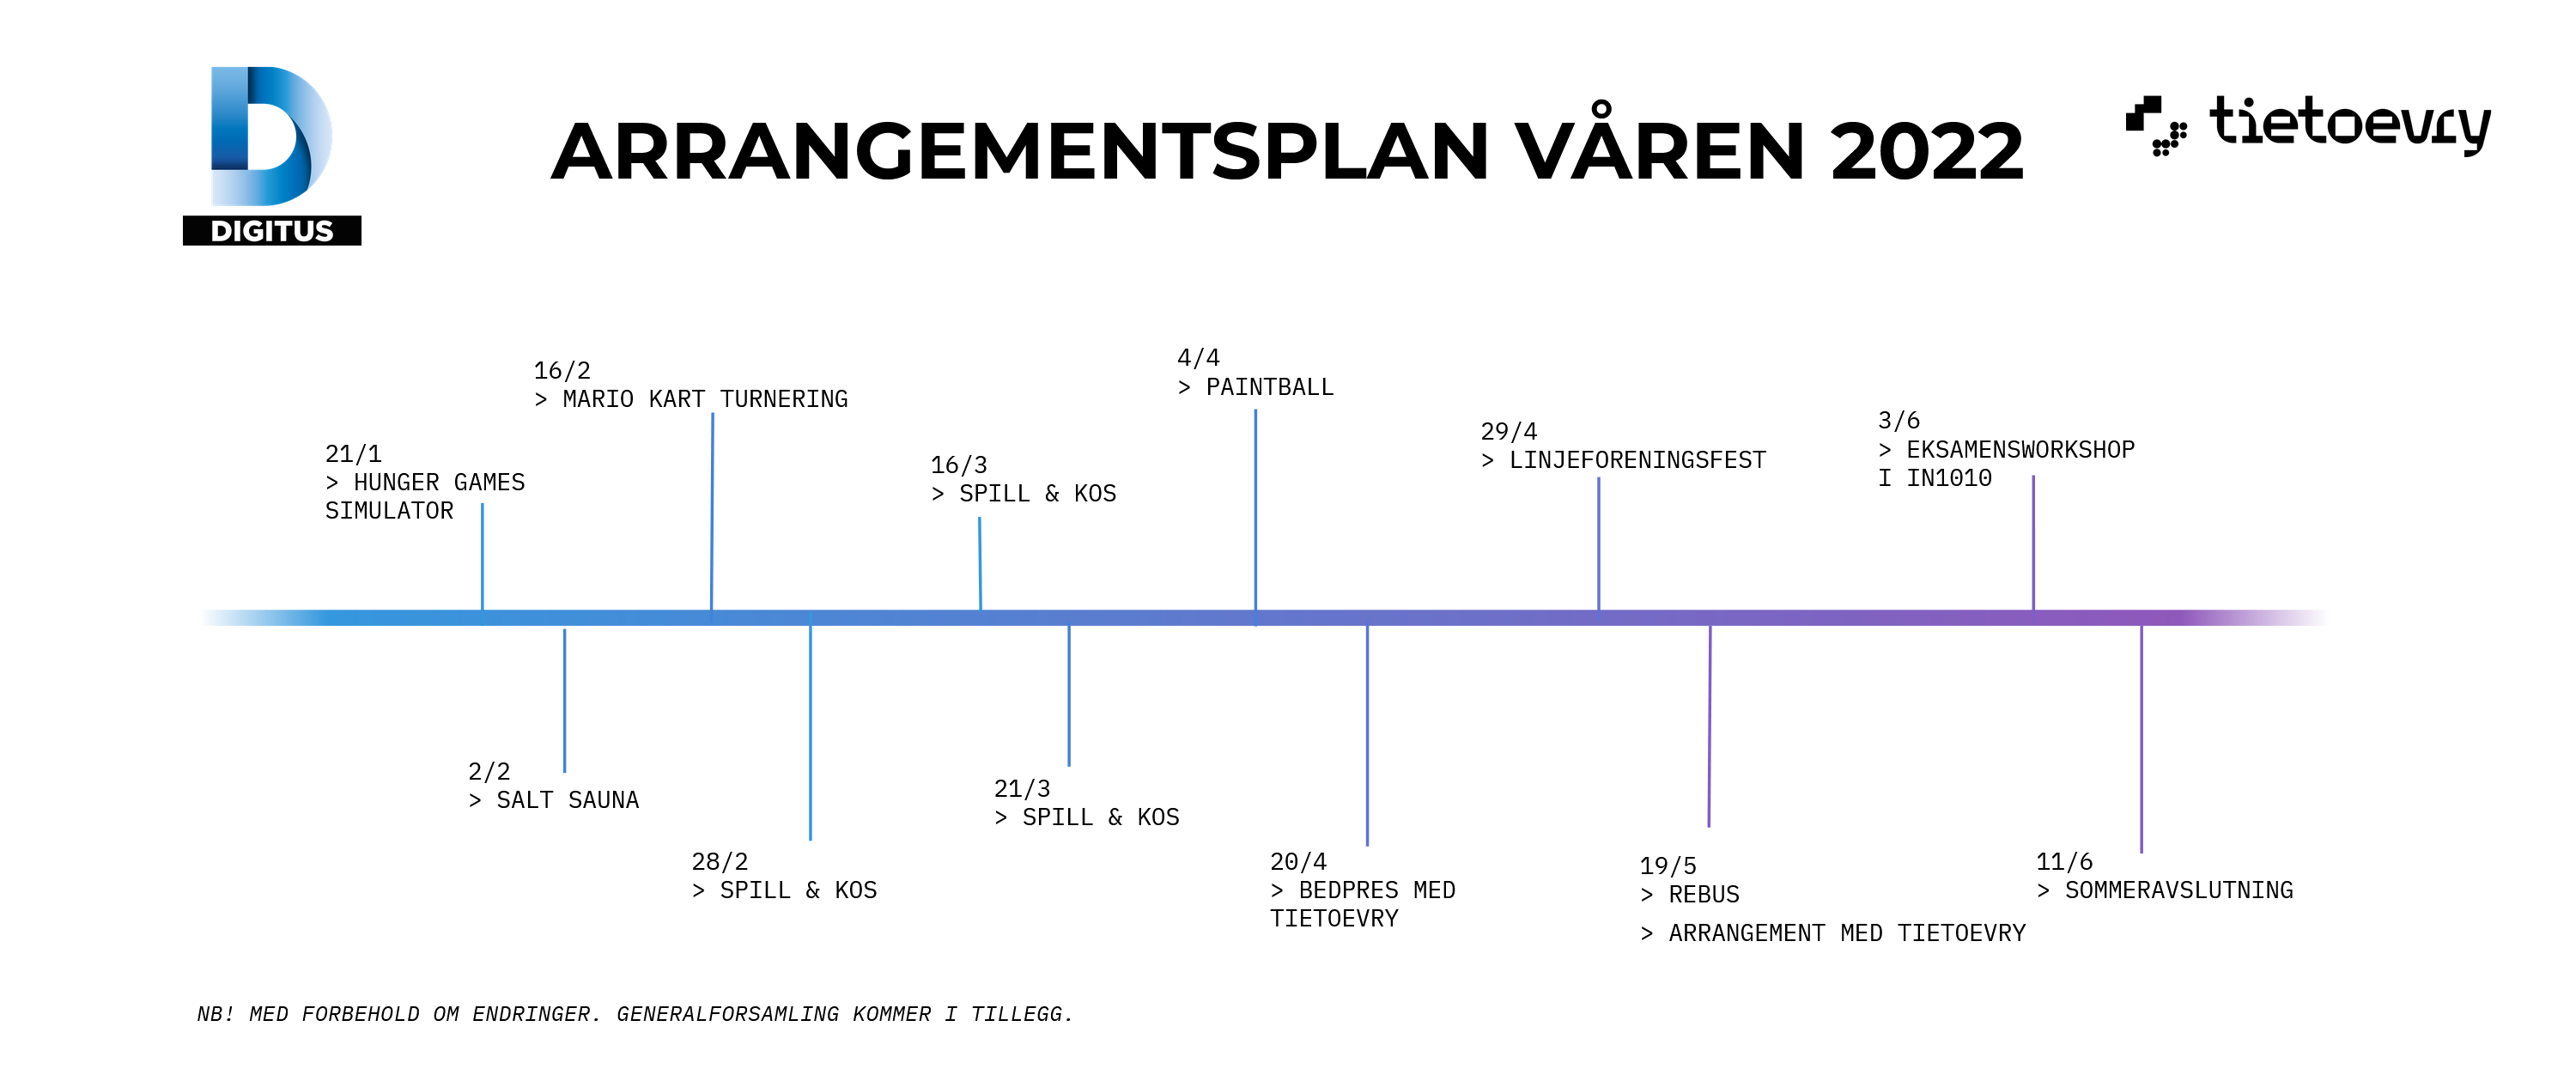 DIGITUS
ARRANGEMENTSPLAN VÅREN 2022
tietoevry
21/1
> HUNGER GAMES
SIMULATOR
2/2
> SALT SAUNA
16/2
> MARIO KART TURNERING
28/2
> SPILL & KOS
16/3
> SPILL & KOS
21/3
> SPILL & KOS
4/4
> PAINTBALL
20/4
> BEDPRES MED
TIETOEVRY
29/4
> LINJEFORENINGSFEST
19/5
> REBUS
> ARRANGEMENT MED TIETOEVRY
3/6
> EKSAMENSWORKSHOP
I IN1010
11/6
> SOMMERAVSLUTNING
NB! MED FORBEHOLD OM ENDRINGER. GENERALFORSAMLING KOMMER I TILLEGG.